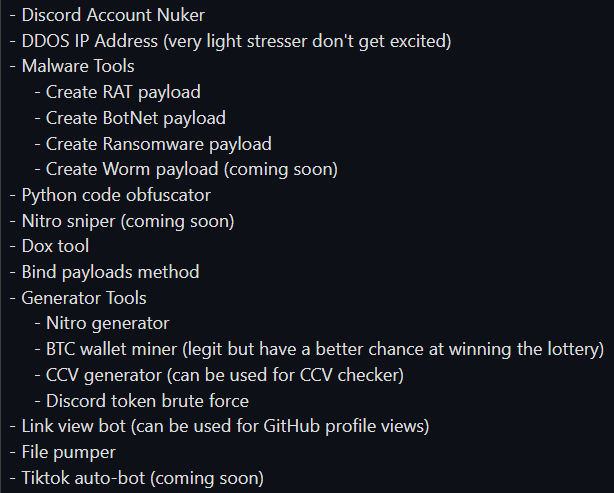 - Discord Account Nuker
- DDOS IP Address (very light stresser don't get excited)
- Malware Tools
- Create RAT payload
- Create BotNet payload
- Create Ransomware payload
- Create Worm payload (coming soon)
- Python code obfuscator
- Nitro sniper (coming soon)
- Dox tool
- Bind payloads method
- Generator Tools
- Nitro generator
- BTC wallet miner (legit but have a better chance at winning the lottery)
- CCV generator (can be used for CCV checker)
- Discord token brute force
- Link view bot (can be used for GitHub profile views)
- File pumper
- Tiktok auto-bot (coming soon)